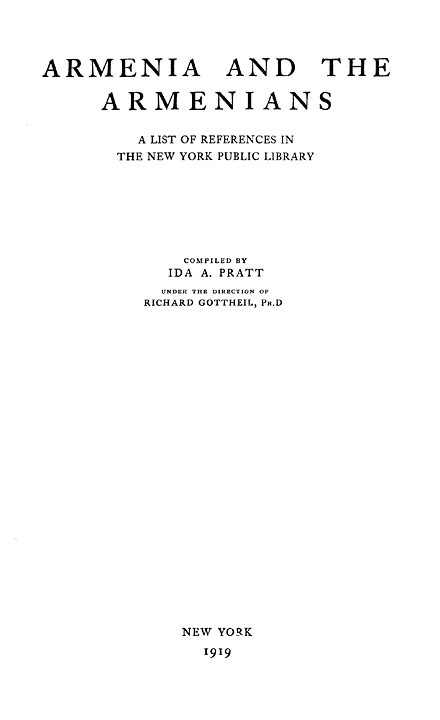 ARMENIA AND THE
ARMENIANS
A LIST OF REFERENCES IN
THE NEW YORK PUBLIC LIBRARY
COMPILED BY
IDA A. PRATT
UNDER THE DIRECTION OF
RICHARD GOTTHEIL, PH.D
NEW YORK
1919